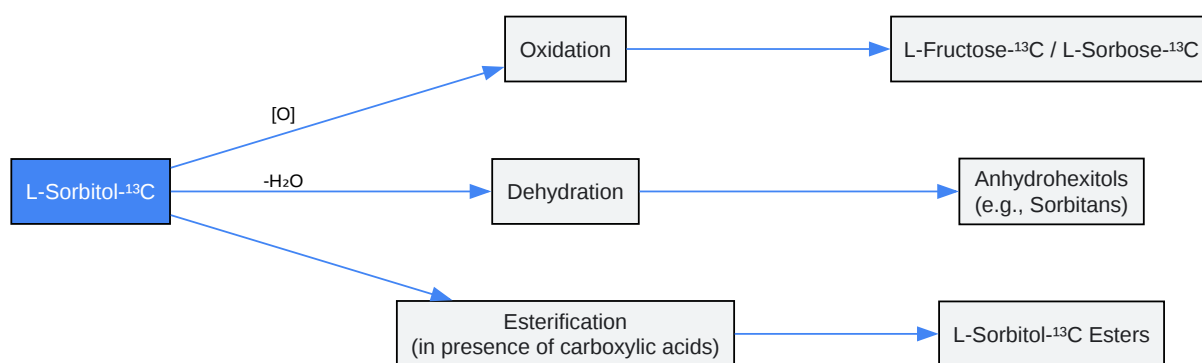 Oxidation
L-Fructose-¹³C / L-Sorbose-¹³C
[O]
L-Sorbitol-¹³C
-H₂O
Dehydration
Anhydrohexitols
(e.g., Sorbitans)
Esterification
(in presence of carboxylic acids)
L-Sorbitol-¹³C Esters